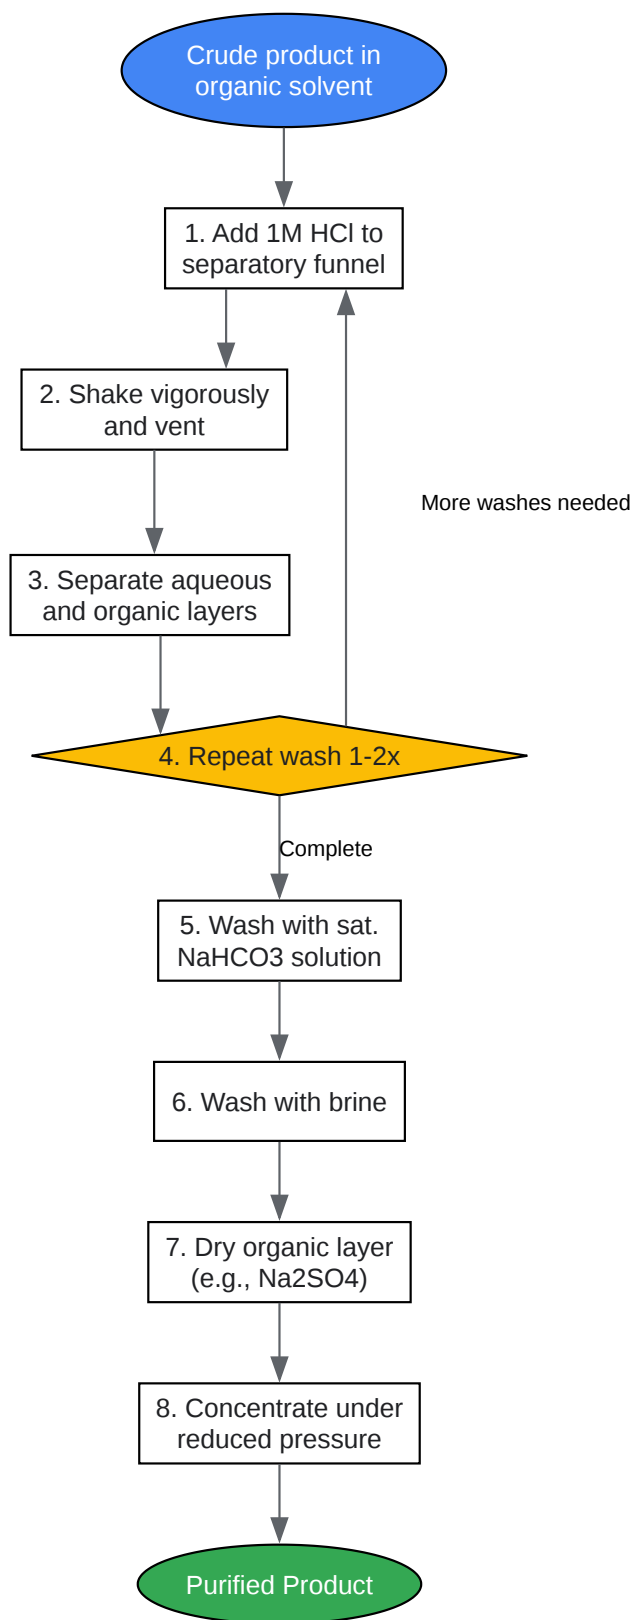 Crude product in
organic solvent
1. Add 1M HCl to
separatory funnel
2. Shake vigorously
and vent
More washes needed
3. Separate aqueous
and organic layers
4. Repeat wash 1-2x
Complete
5. Wash with sat.
NaHCO3 solution
6. Wash with brine
7. Dry organic layer
(e.g., Na2SO4)
8. Concentrate under
reduced pressure
Purified Product